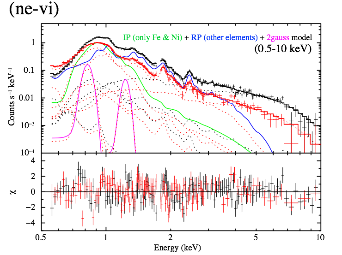 (ne-vi)
IP (only Fe & Ni) + RP (other elements) + 2gauss model
(0.5-10 keV)
Counts s⁻¹ keV⁻¹
1
0.1
0.01
10⁻³
10⁻⁴
χ
4
2
0
−2
−4
0.5 1 2 5 10
Energy (keV)